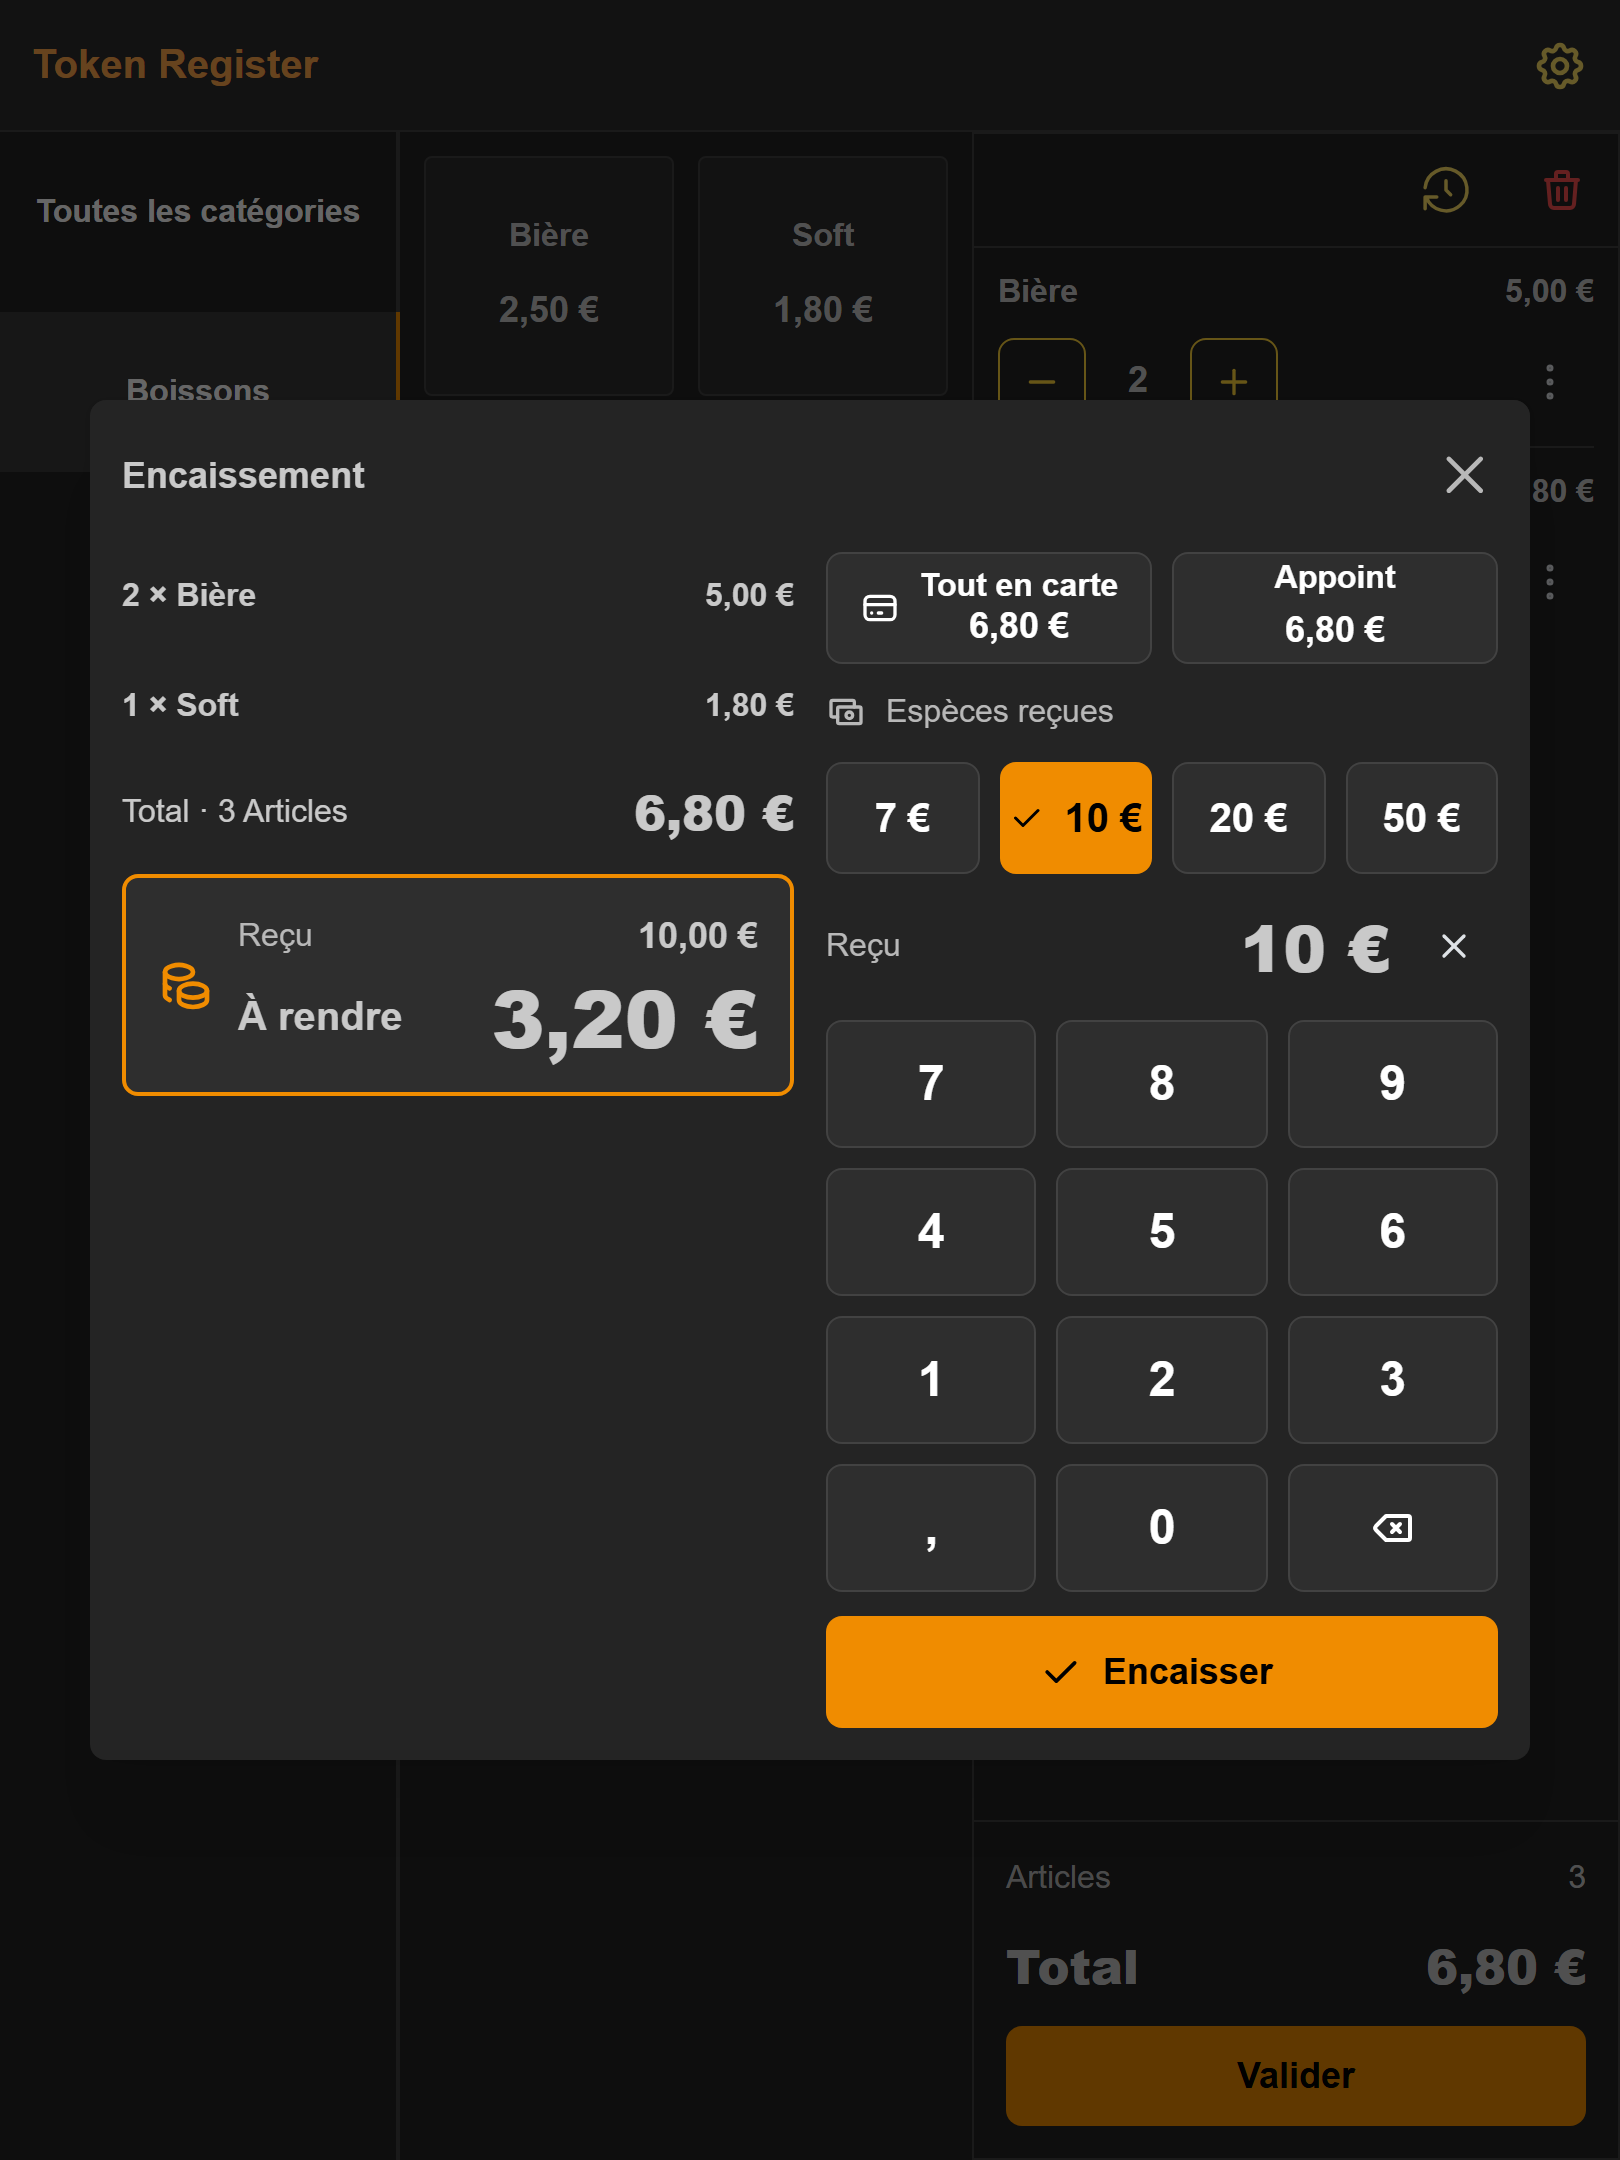 Token Register
Toutes les catégories
Boissons
Bière
2,50 €
Soft
1,80 €
Bière
5,00 €
2
80 €
Encaissement
2 × Bière
5,00 €
1 × Soft
1,80 €
Total · 3 Articles
6,80 €
Reçu
10,00 €
À rendre
3,20 €
Tout en carte
6,80 €
Appoint
6,80 €
Espèces reçues
7 €
10 €
20 €
50 €
Reçu
10 €
7
8
9
4
5
6
1
2
3
,
0
Encaisser
Articles
3
Total
6,80 €
Valider